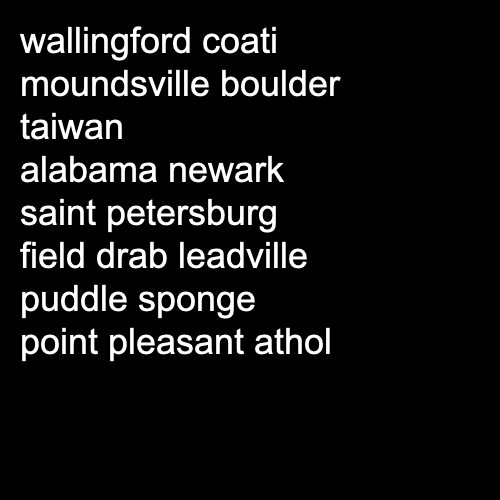 wallingford coati
moundsville boulder
taiwan
alabama newark
saint petersburg
field drab leadville
puddle sponge
point pleasant athol